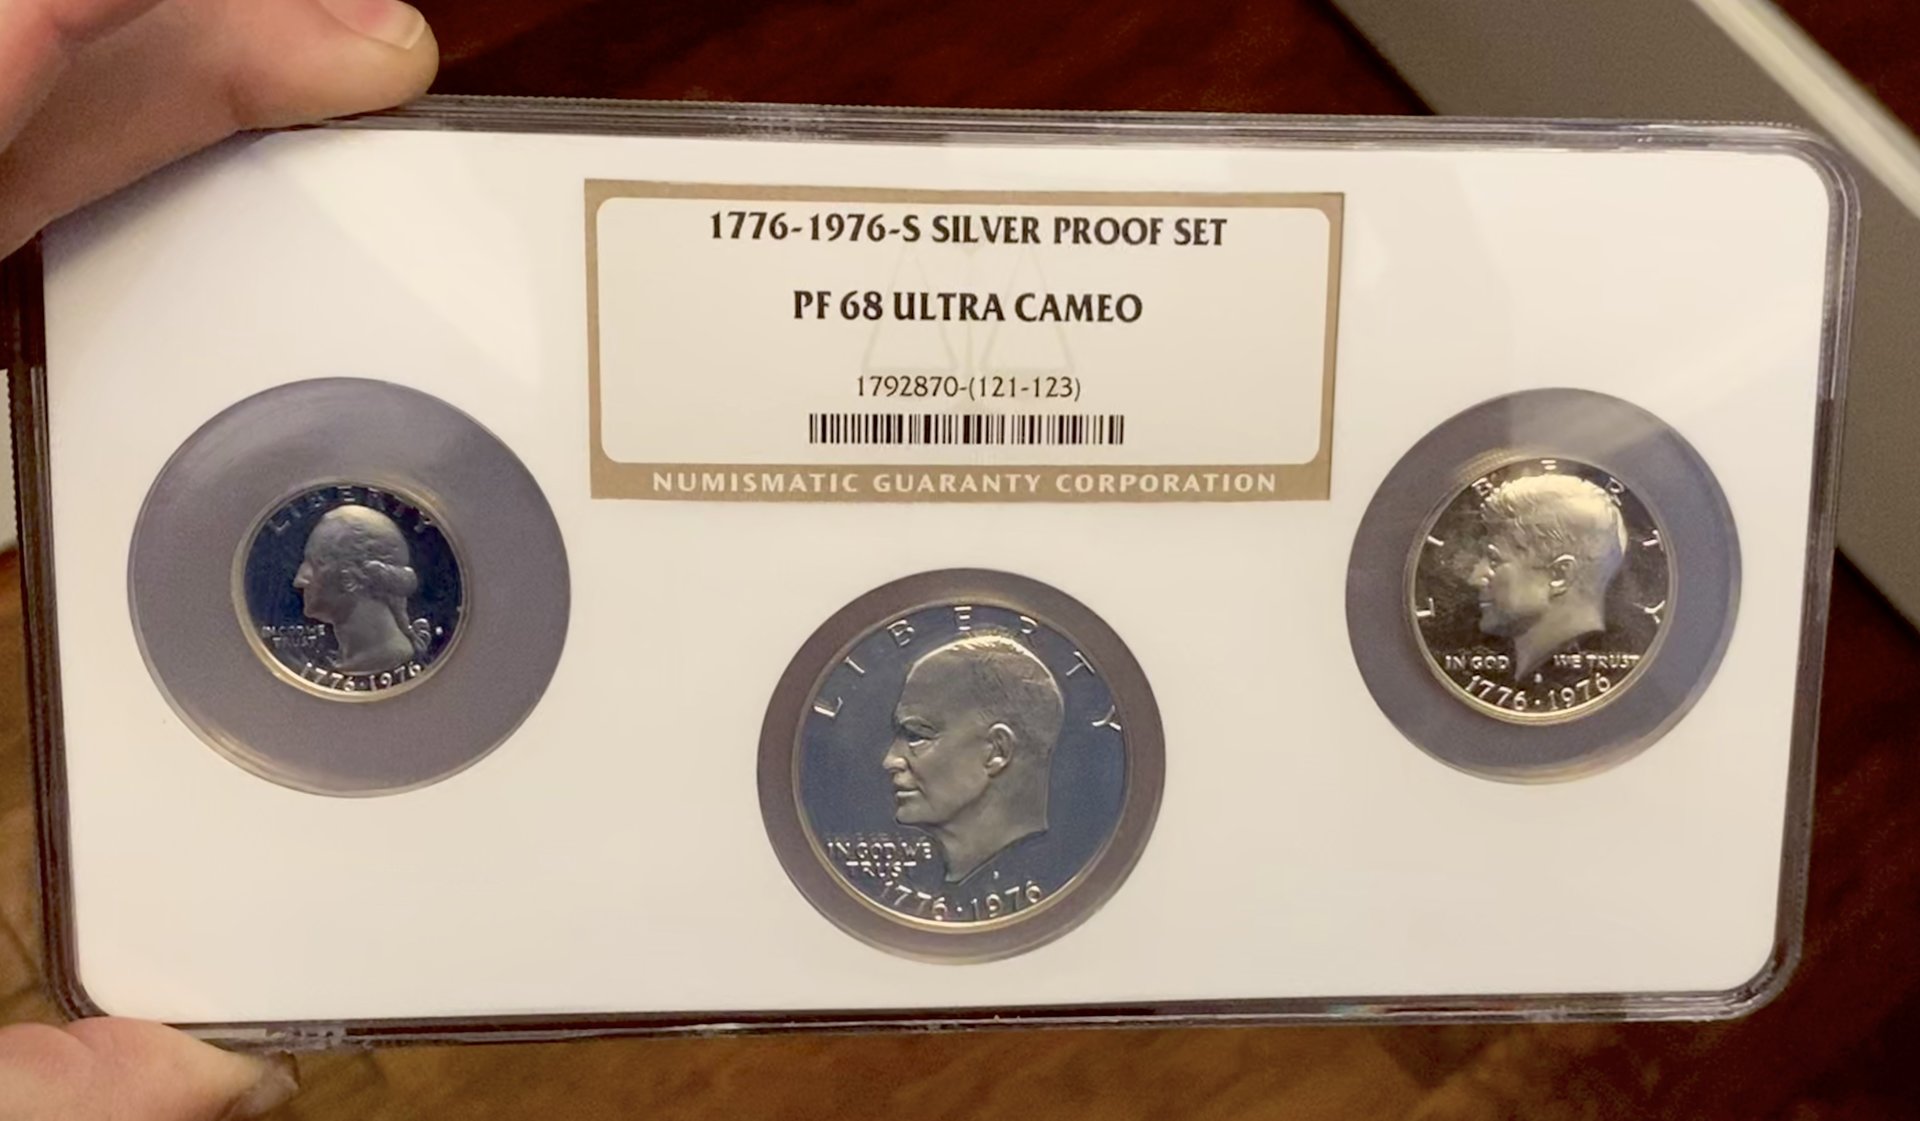 1776-1976-S SILVER PROOF SET
PF 68 ULTRA CAMEO
1792870-(121-123)
NUMISMATIC GUARANTY CORPORATION
LIBERTY
IN GOD WE
TRUST
1776·1976
LIBERTY
IN GOD WE
TRUST
1776·1976
LIBERTY
IN GOD WE TRUST
1776·1976